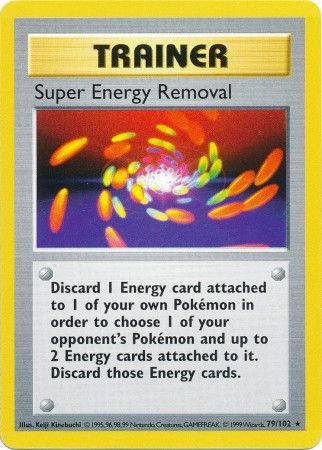 TRAINER
Super Energy Removal
Discard 1 Energy card attached
to 1 of your own Pokémon in
order to choose 1 of your
opponent's Pokémon and up to
2 Energy cards attached to it.
Discard those Energy cards.
Illus. Keiji Kinebuchi © 1995, 96, 98, 99 Nintendo, Creatures, GAMEFREAK. © 1999 Wizards. 79/102 ★